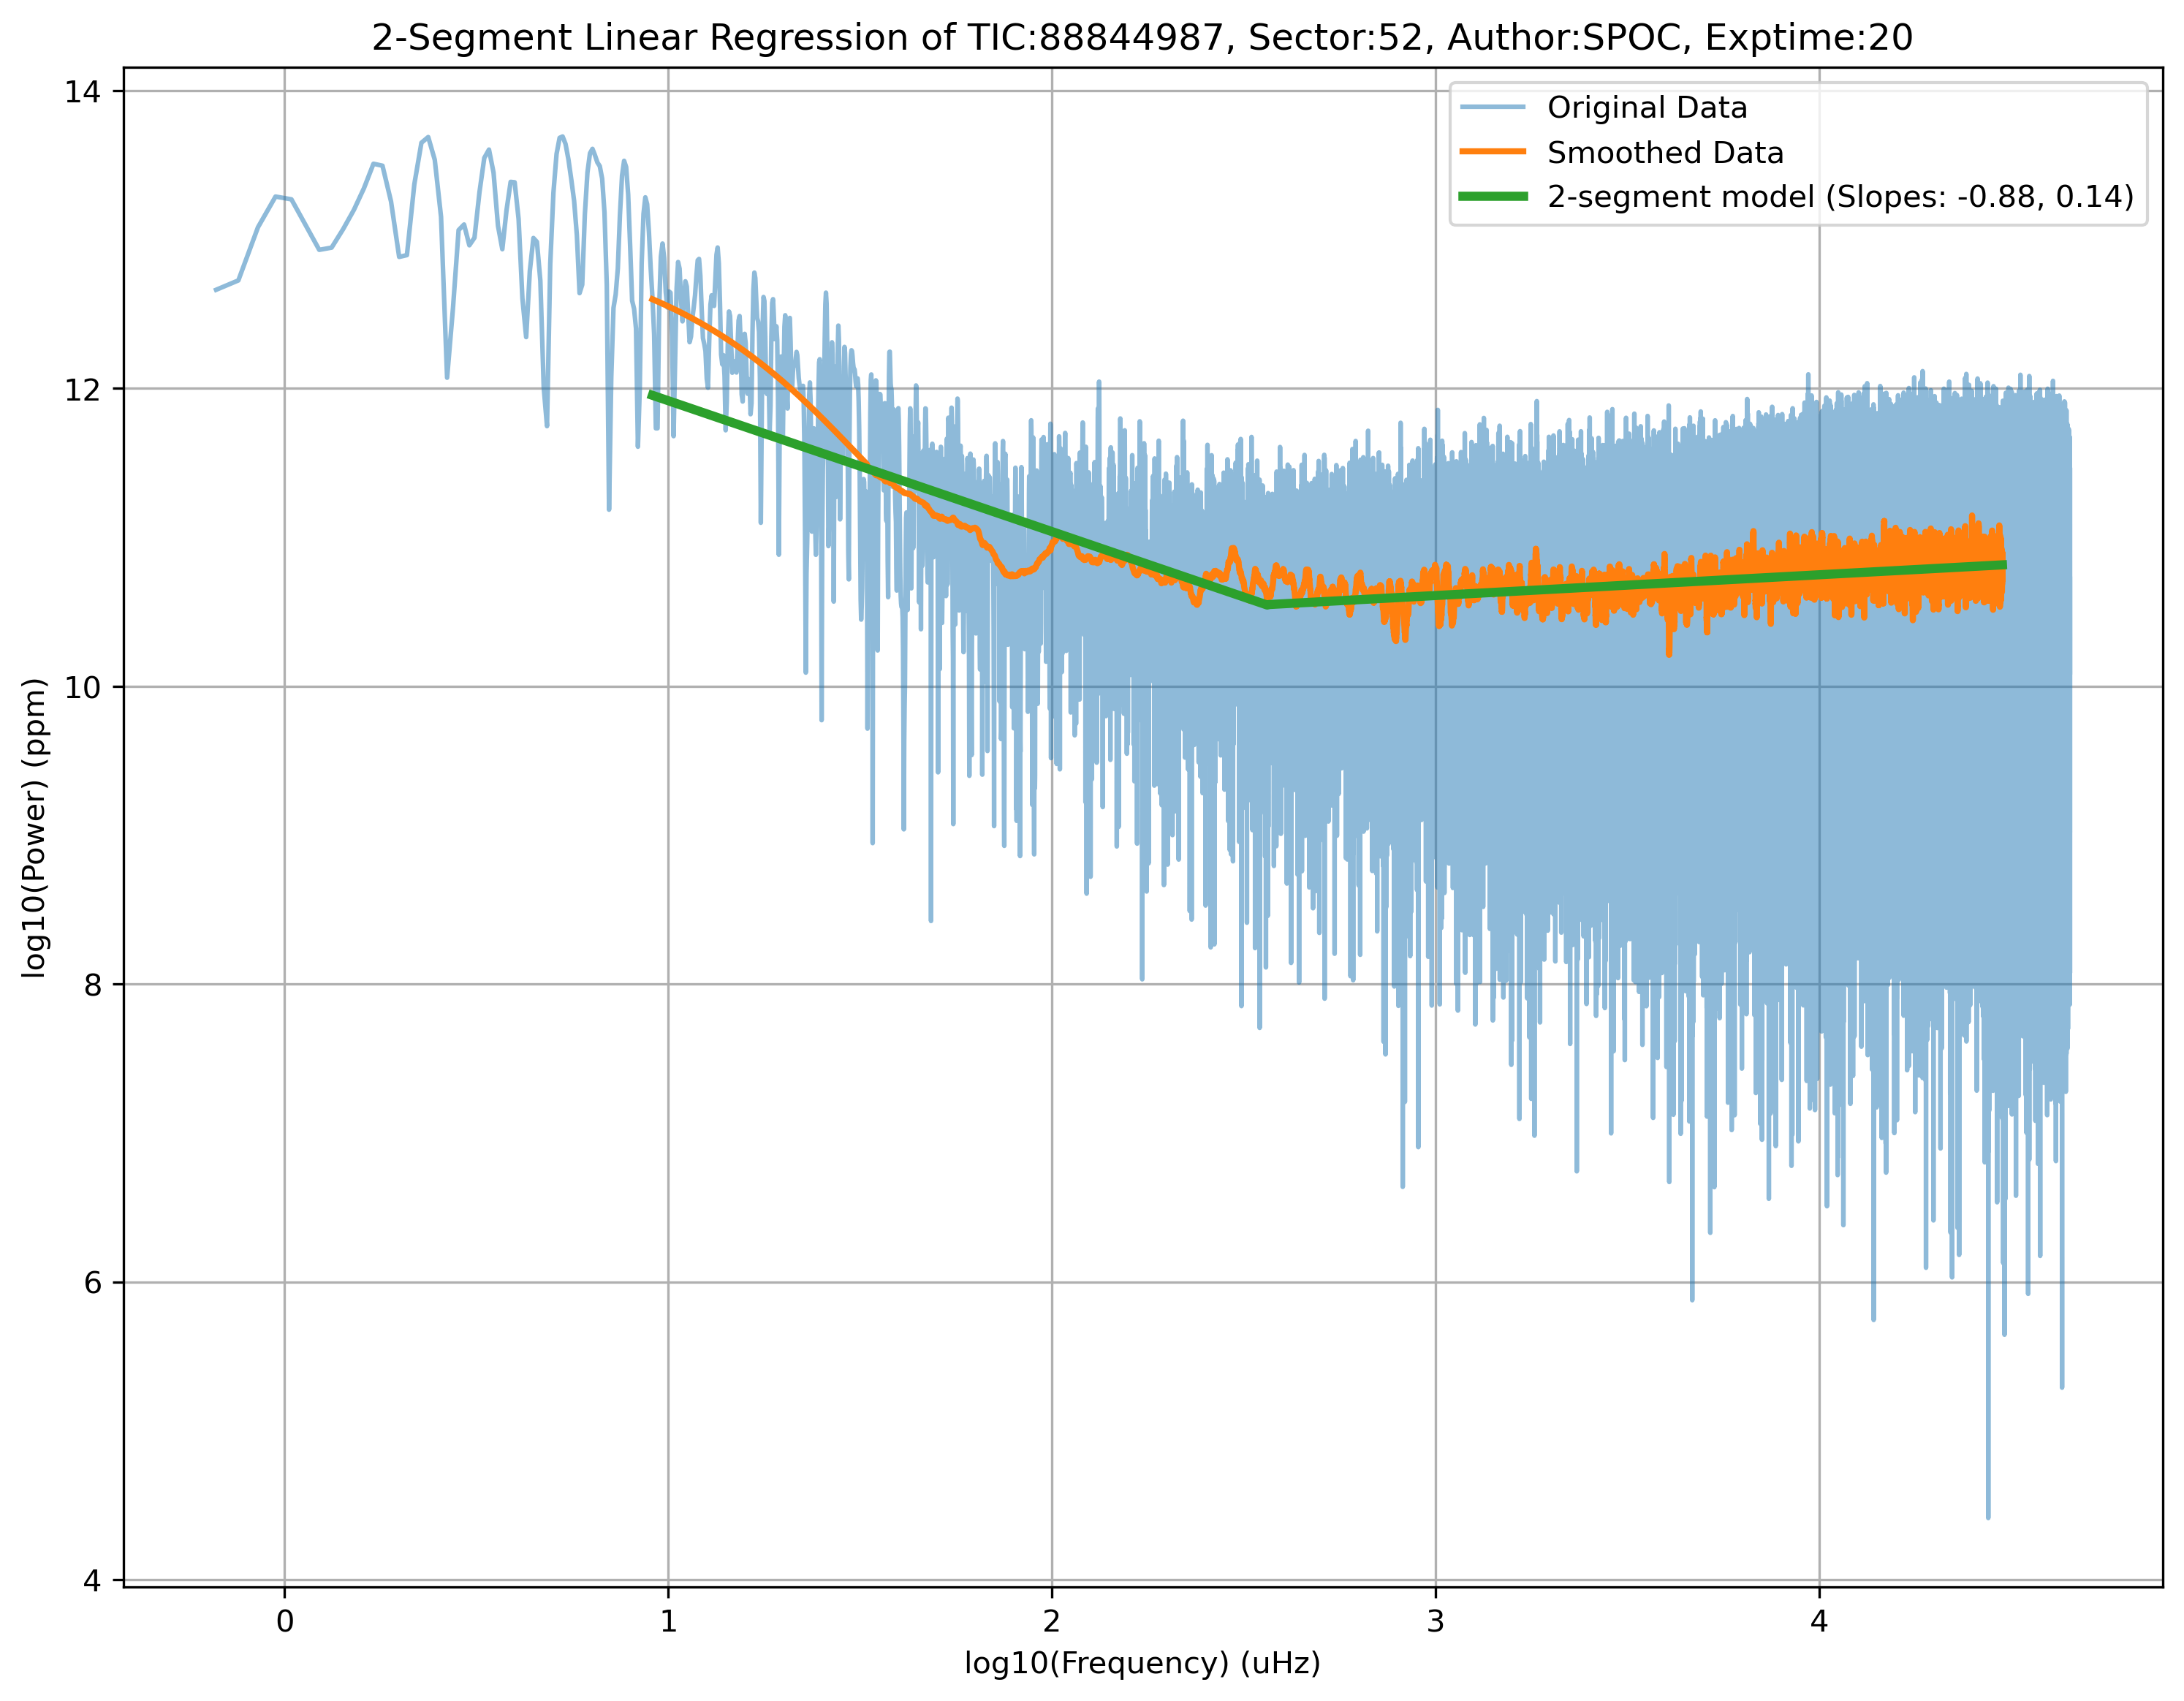 2-Segment Linear Regression of TIC:88844987, Sector:52, Author:SPOC, Exptime:20
Original Data
Smoothed Data
2-segment model (Slopes: -0.88, 0.14)
log10(Power) (ppm)
14
12
10
8
6
4
0 1 2 3 4
log10(Frequency) (uHz)